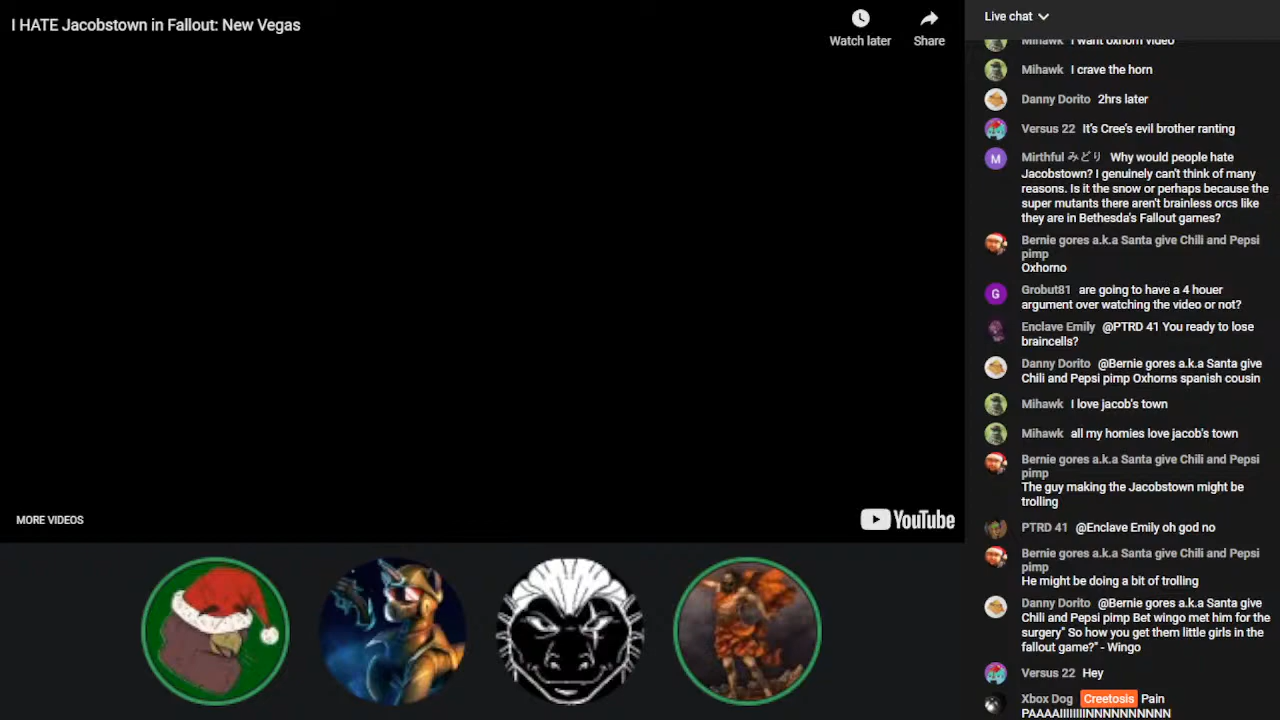 I HATE Jacobstown in Fallout: New Vegas
Watch later
Share
MORE VIDEOS
YouTube
Live chat
Mihawk I want oxhorn video
Mihawk I crave the horn
Danny Dorito 2hrs later
Versus 22 It's Cree's evil brother ranting
M
Mirthful みどり Why would people hate
Jacobstown? I genuinely can't think of many
reasons. Is it the snow or perhaps because the
super mutants there aren't brainless orcs like
they are in Bethesda's Fallout games?
Bernie gores a.k.a Santa give Chili and Pepsi
pimp
Oxhorno
G
Grobut81 are going to have a 4 houer
argument over watching the video or not?
Enclave Emily @PTRD 41 You ready to lose
braincells?
Danny Dorito @Bernie gores a.k.a Santa give
Chili and Pepsi pimp Oxhorns spanish cousin
Mihawk I love jacob's town
Mihawk all my homies love jacob's town
Bernie gores a.k.a Santa give Chili and Pepsi
pimp
The guy making the Jacobstown might be
trolling
PTRD 41 @Enclave Emily oh god no
Bernie gores a.k.a Santa give Chili and Pepsi
pimp
He might be doing a bit of trolling
Danny Dorito @Bernie gores a.k.a Santa give
Chili and Pepsi pimp Bet wingo met him for the
surgery" So how you get them little girls in the
fallout game?" - Wingo
Versus 22 Hey
Xbox Dog Creetosis Pain
PAAAAIIIIIIIINNNNNNNNNN